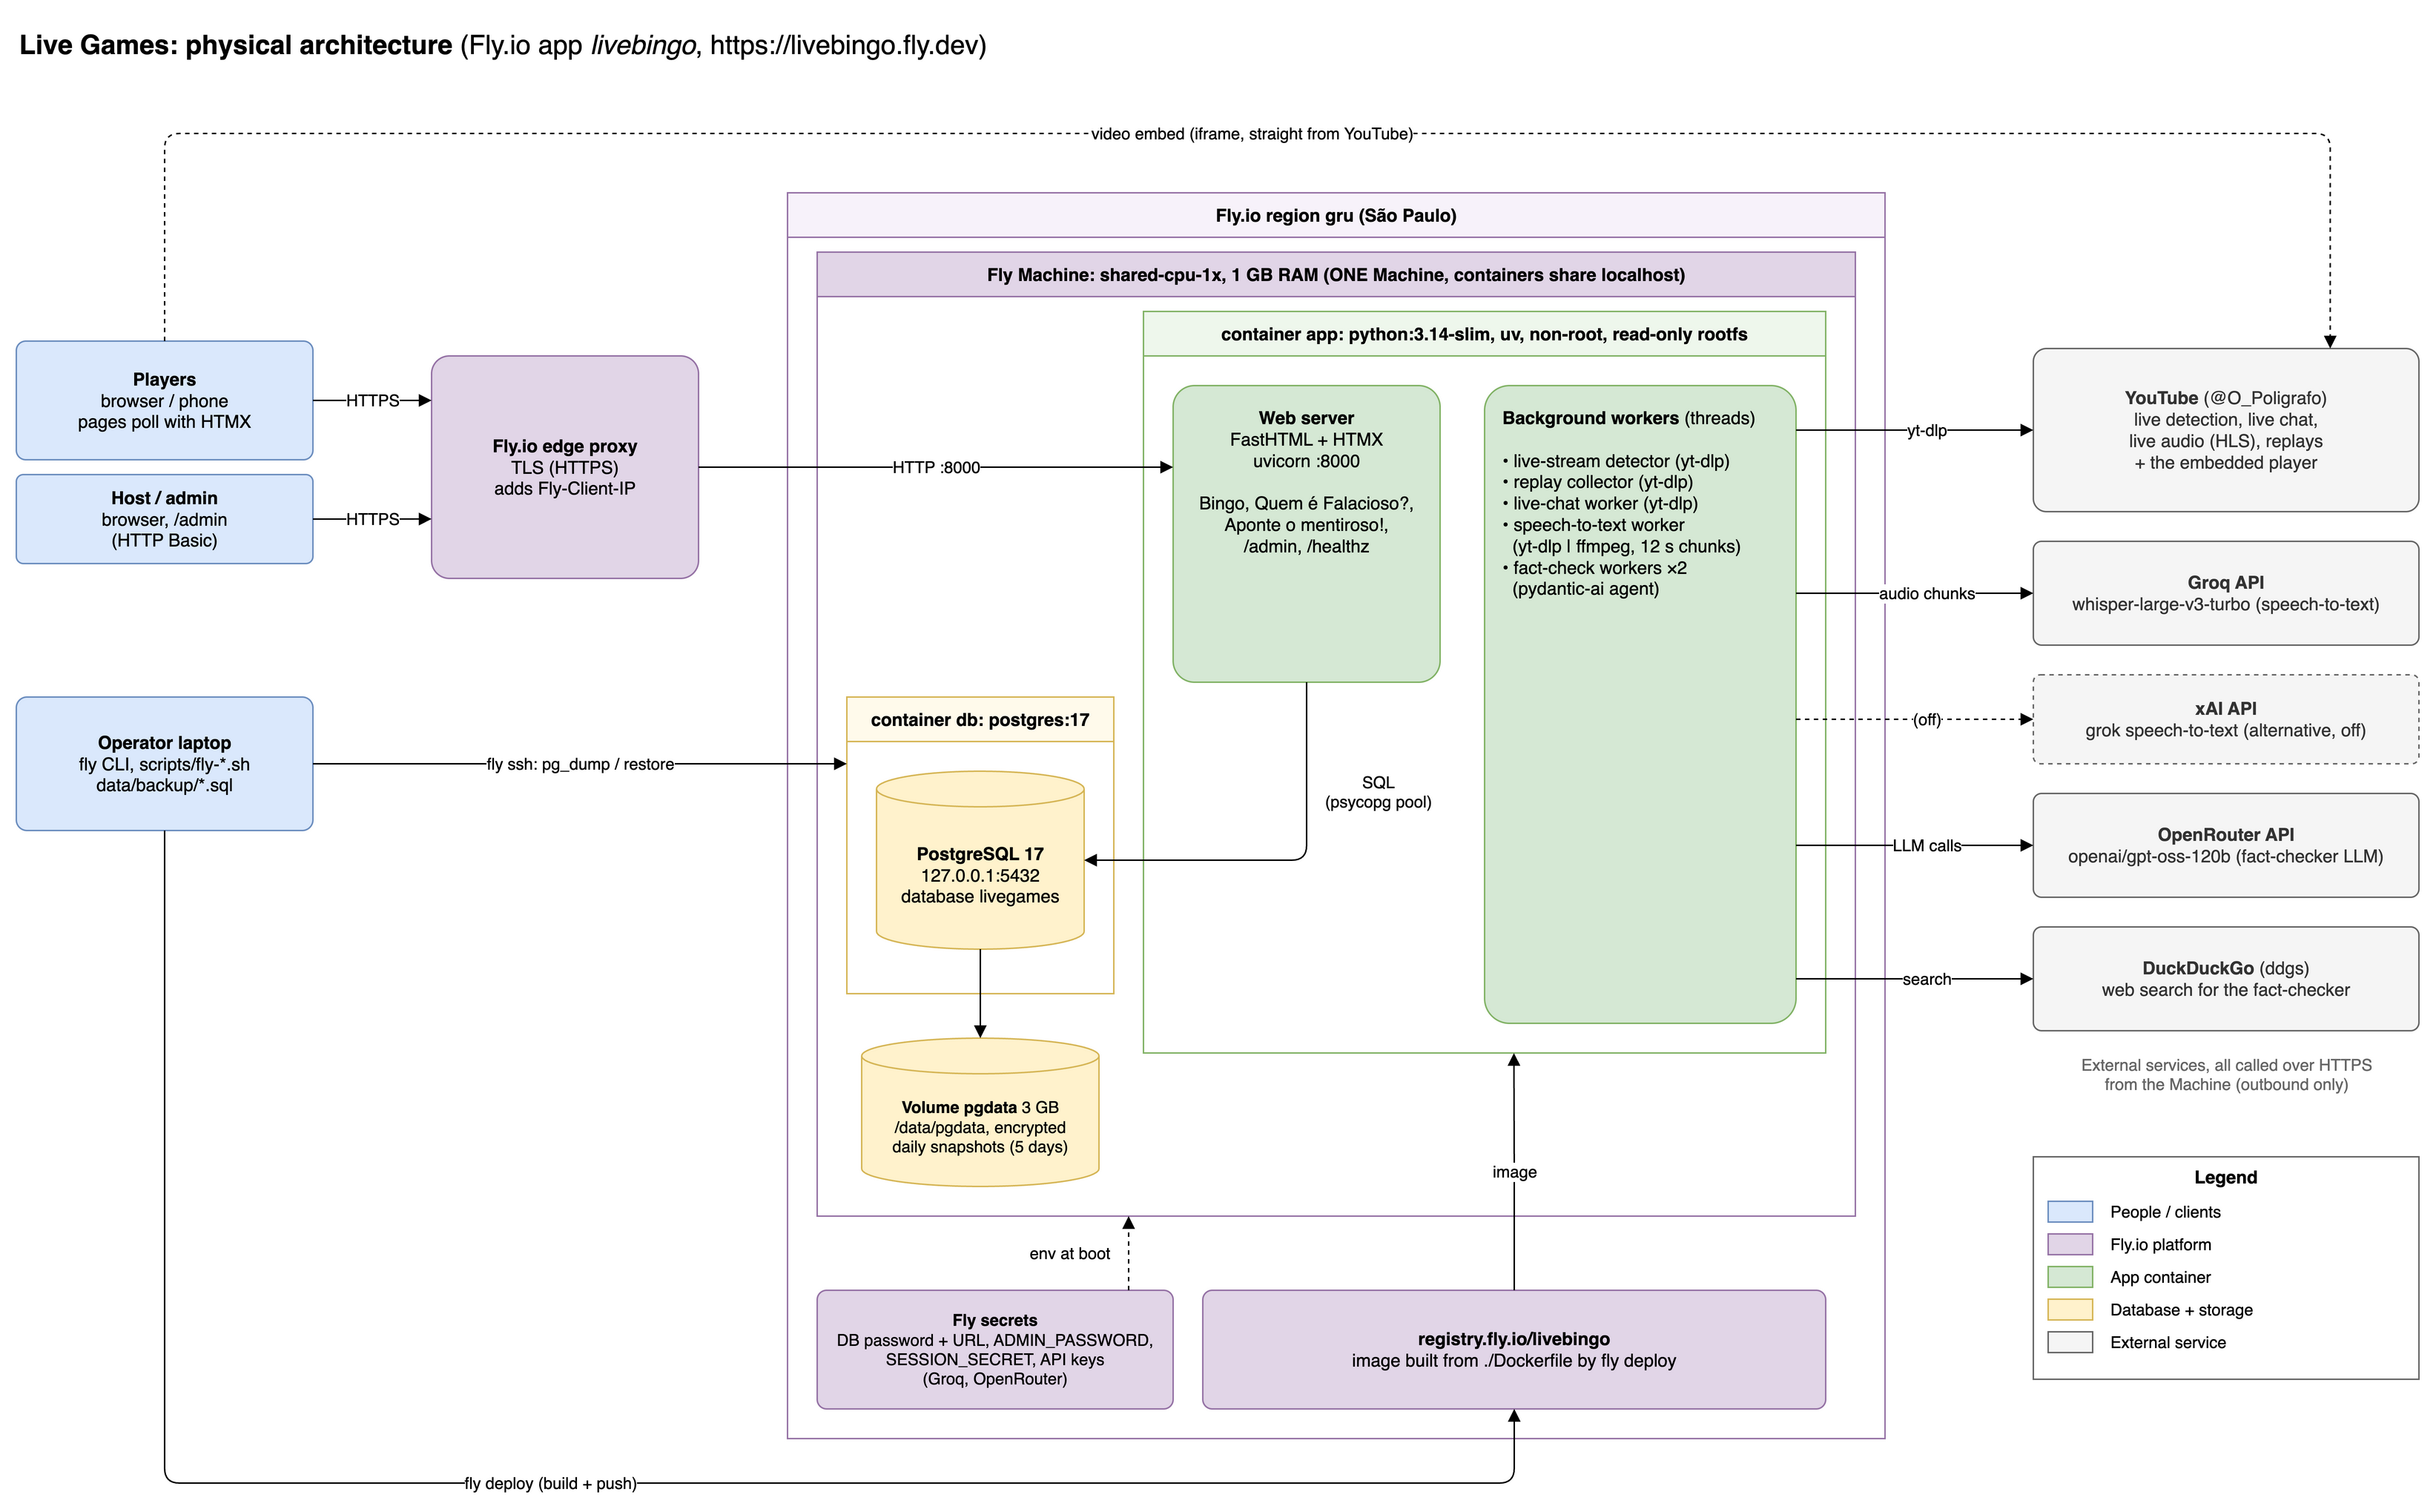 Live Games: physical architecture (Fly.io app livebingo, https://livebingo.fly.dev)
video embed (iframe, straight from YouTube)
Fly.io region gru (São Paulo)
Fly Machine: shared-cpu-1x, 1 GB RAM (ONE Machine, containers share localhost)
container app: python:3.14-slim, uv, non-root, read-only rootfs
Players
browser / phone
pages poll with HTMX
HTTPS
Host / admin
browser, /admin
(HTTP Basic)
HTTPS
Fly.io edge proxy
TLS (HTTPS)
adds Fly-Client-IP
HTTP :8000
Web server
FastHTML + HTMX
uvicorn :8000
Bingo, Quem é Falacioso?,
Aponte o mentiroso!,
/admin, /healthz
Background workers (threads)
• live-stream detector (yt-dlp)
• replay collector (yt-dlp)
• live-chat worker (yt-dlp)
• speech-to-text worker
(yt-dlp | ffmpeg, 12 s chunks)
• fact-check workers ×2
(pydantic-ai agent)
yt-dlp
YouTube (@O_Poligrafo)
live detection, live chat,
live audio (HLS), replays
+ the embedded player
audio chunks
Groq API
whisper-large-v3-turbo (speech-to-text)
(off)
xAI API
grok speech-to-text (alternative, off)
LLM calls
OpenRouter API
openai/gpt-oss-120b (fact-checker LLM)
search
DuckDuckGo (ddgs)
web search for the fact-checker
External services, all called over HTTPS
from the Machine (outbound only)
Operator laptop
fly CLI, scripts/fly-*.sh
data/backup/*.sql
fly ssh: pg_dump / restore
container db: postgres:17
PostgreSQL 17
127.0.0.1:5432
database livegames
SQL
(psycopg pool)
Volume pgdata 3 GB
/data/pgdata, encrypted
daily snapshots (5 days)
image
env at boot
Fly secrets
DB password + URL, ADMIN_PASSWORD,
SESSION_SECRET, API keys
(Groq, OpenRouter)
registry.fly.io/livebingo
image built from ./Dockerfile by fly deploy
fly deploy (build + push)
Legend
People / clients
Fly.io platform
App container
Database + storage
External service